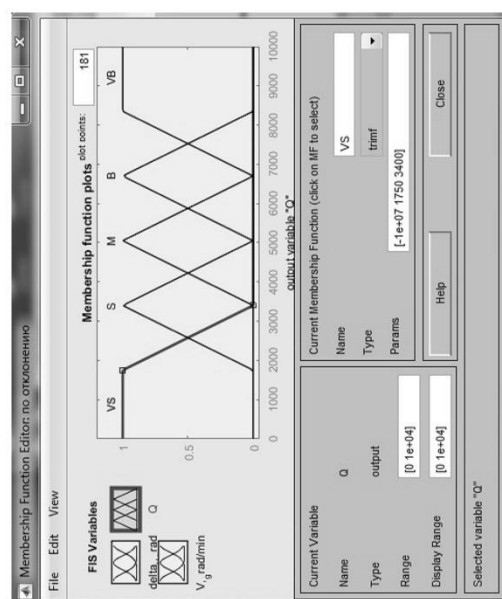 Membership Function Editor: по отклонению
File Edit View
FIS Variables
delta, rad
V_g rad/min
Q
Membership function plots
plot points:
181
VS
S
M
B
VB
1
0.5
0
0
1000
2000
3000
4000
5000
6000
7000
8000
9000
10000
output variable "Q"
Current Variable
Name
Q
Type
output
Range
[0 1e+04]
Display Range
[0 1e+04]
Current Membership Function (click on MF to select)
Name
VS
Type
trimf
Params
[-1e+07 1750 3400]
Help
Close
Selected variable "Q"